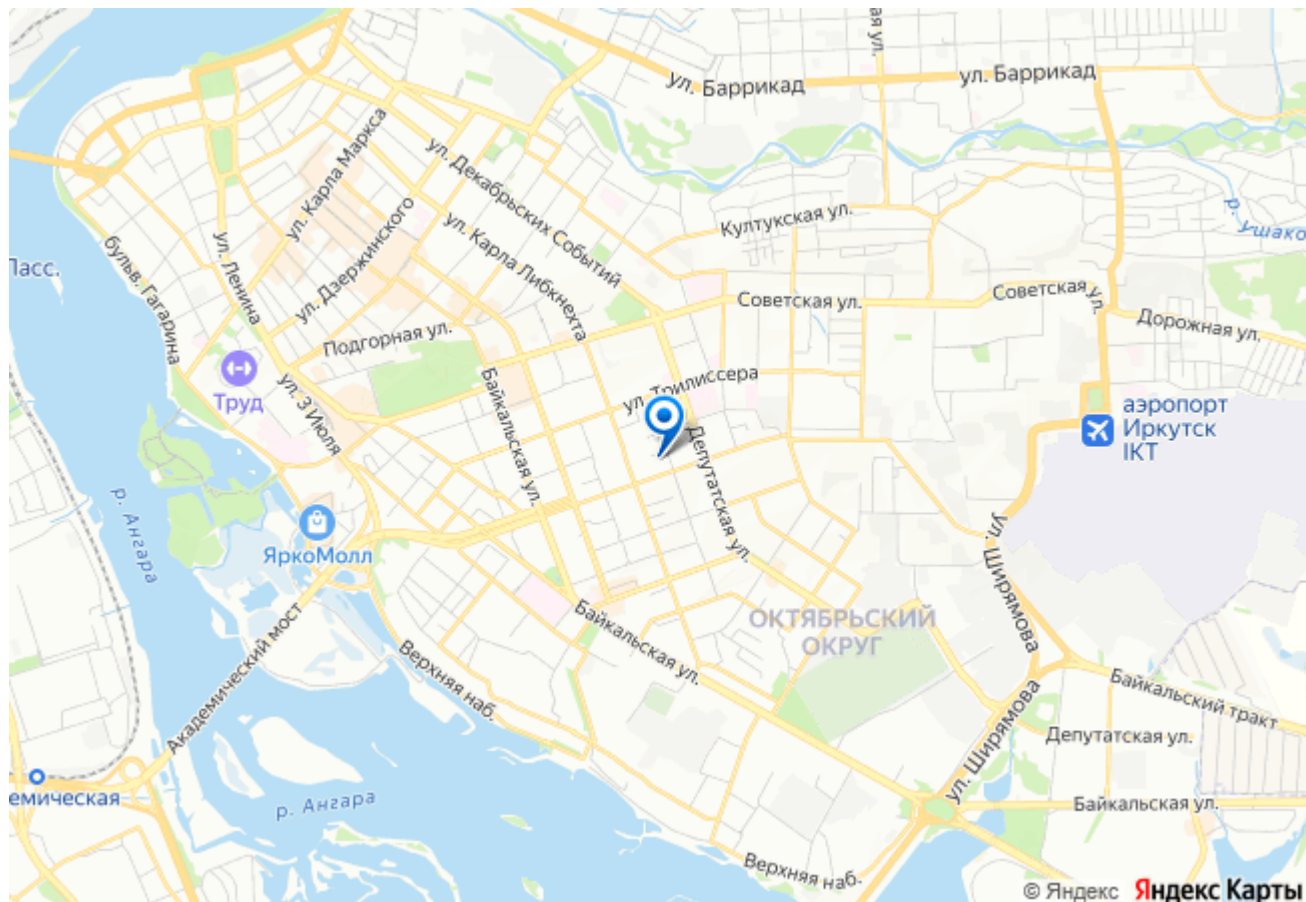 ул. Баррикад
ул. Баррикад
ая ул.
ул. Карла Маркса
ул. Декабрьских Событий
Култукская ул.
р. Ушако
бульв. Гагарина
ул. Ленина
ул. Дзержинского
ул. Карла Либкнехта
Пасс.
Советская ул.
Советская ул.
Дорожная ул.
Подгорная ул.
Труд
ул. 3 Июля
Байкальская ул.
ул. Трилиссера
аэропорт
Иркутск
IKT
Депутатская ул.
р. Ангара
ЯркоМолл
ул. Ширямова
ОКТЯБРЬСКИЙ
ОКРУГ
Байкальская ул.
Академический мост
Верхняя наб.
Байкальский тракт
ул. Ширямова
Депутатская ул.
емическая
р. Ангара
Байкальская ул.
Верхняя наб.
© Яндекс Яндекс Карты